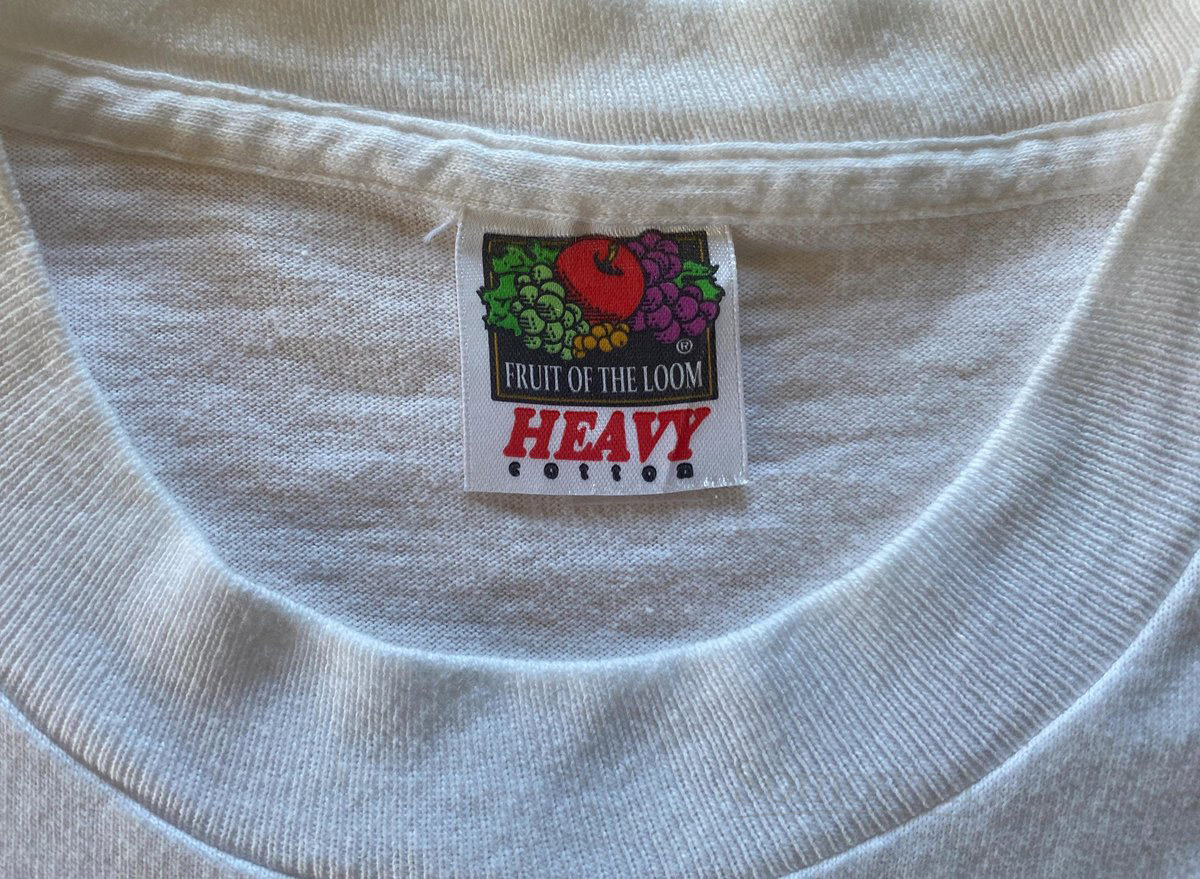 ®
FRUIT OF THE LOOM
HEAVY
cotton